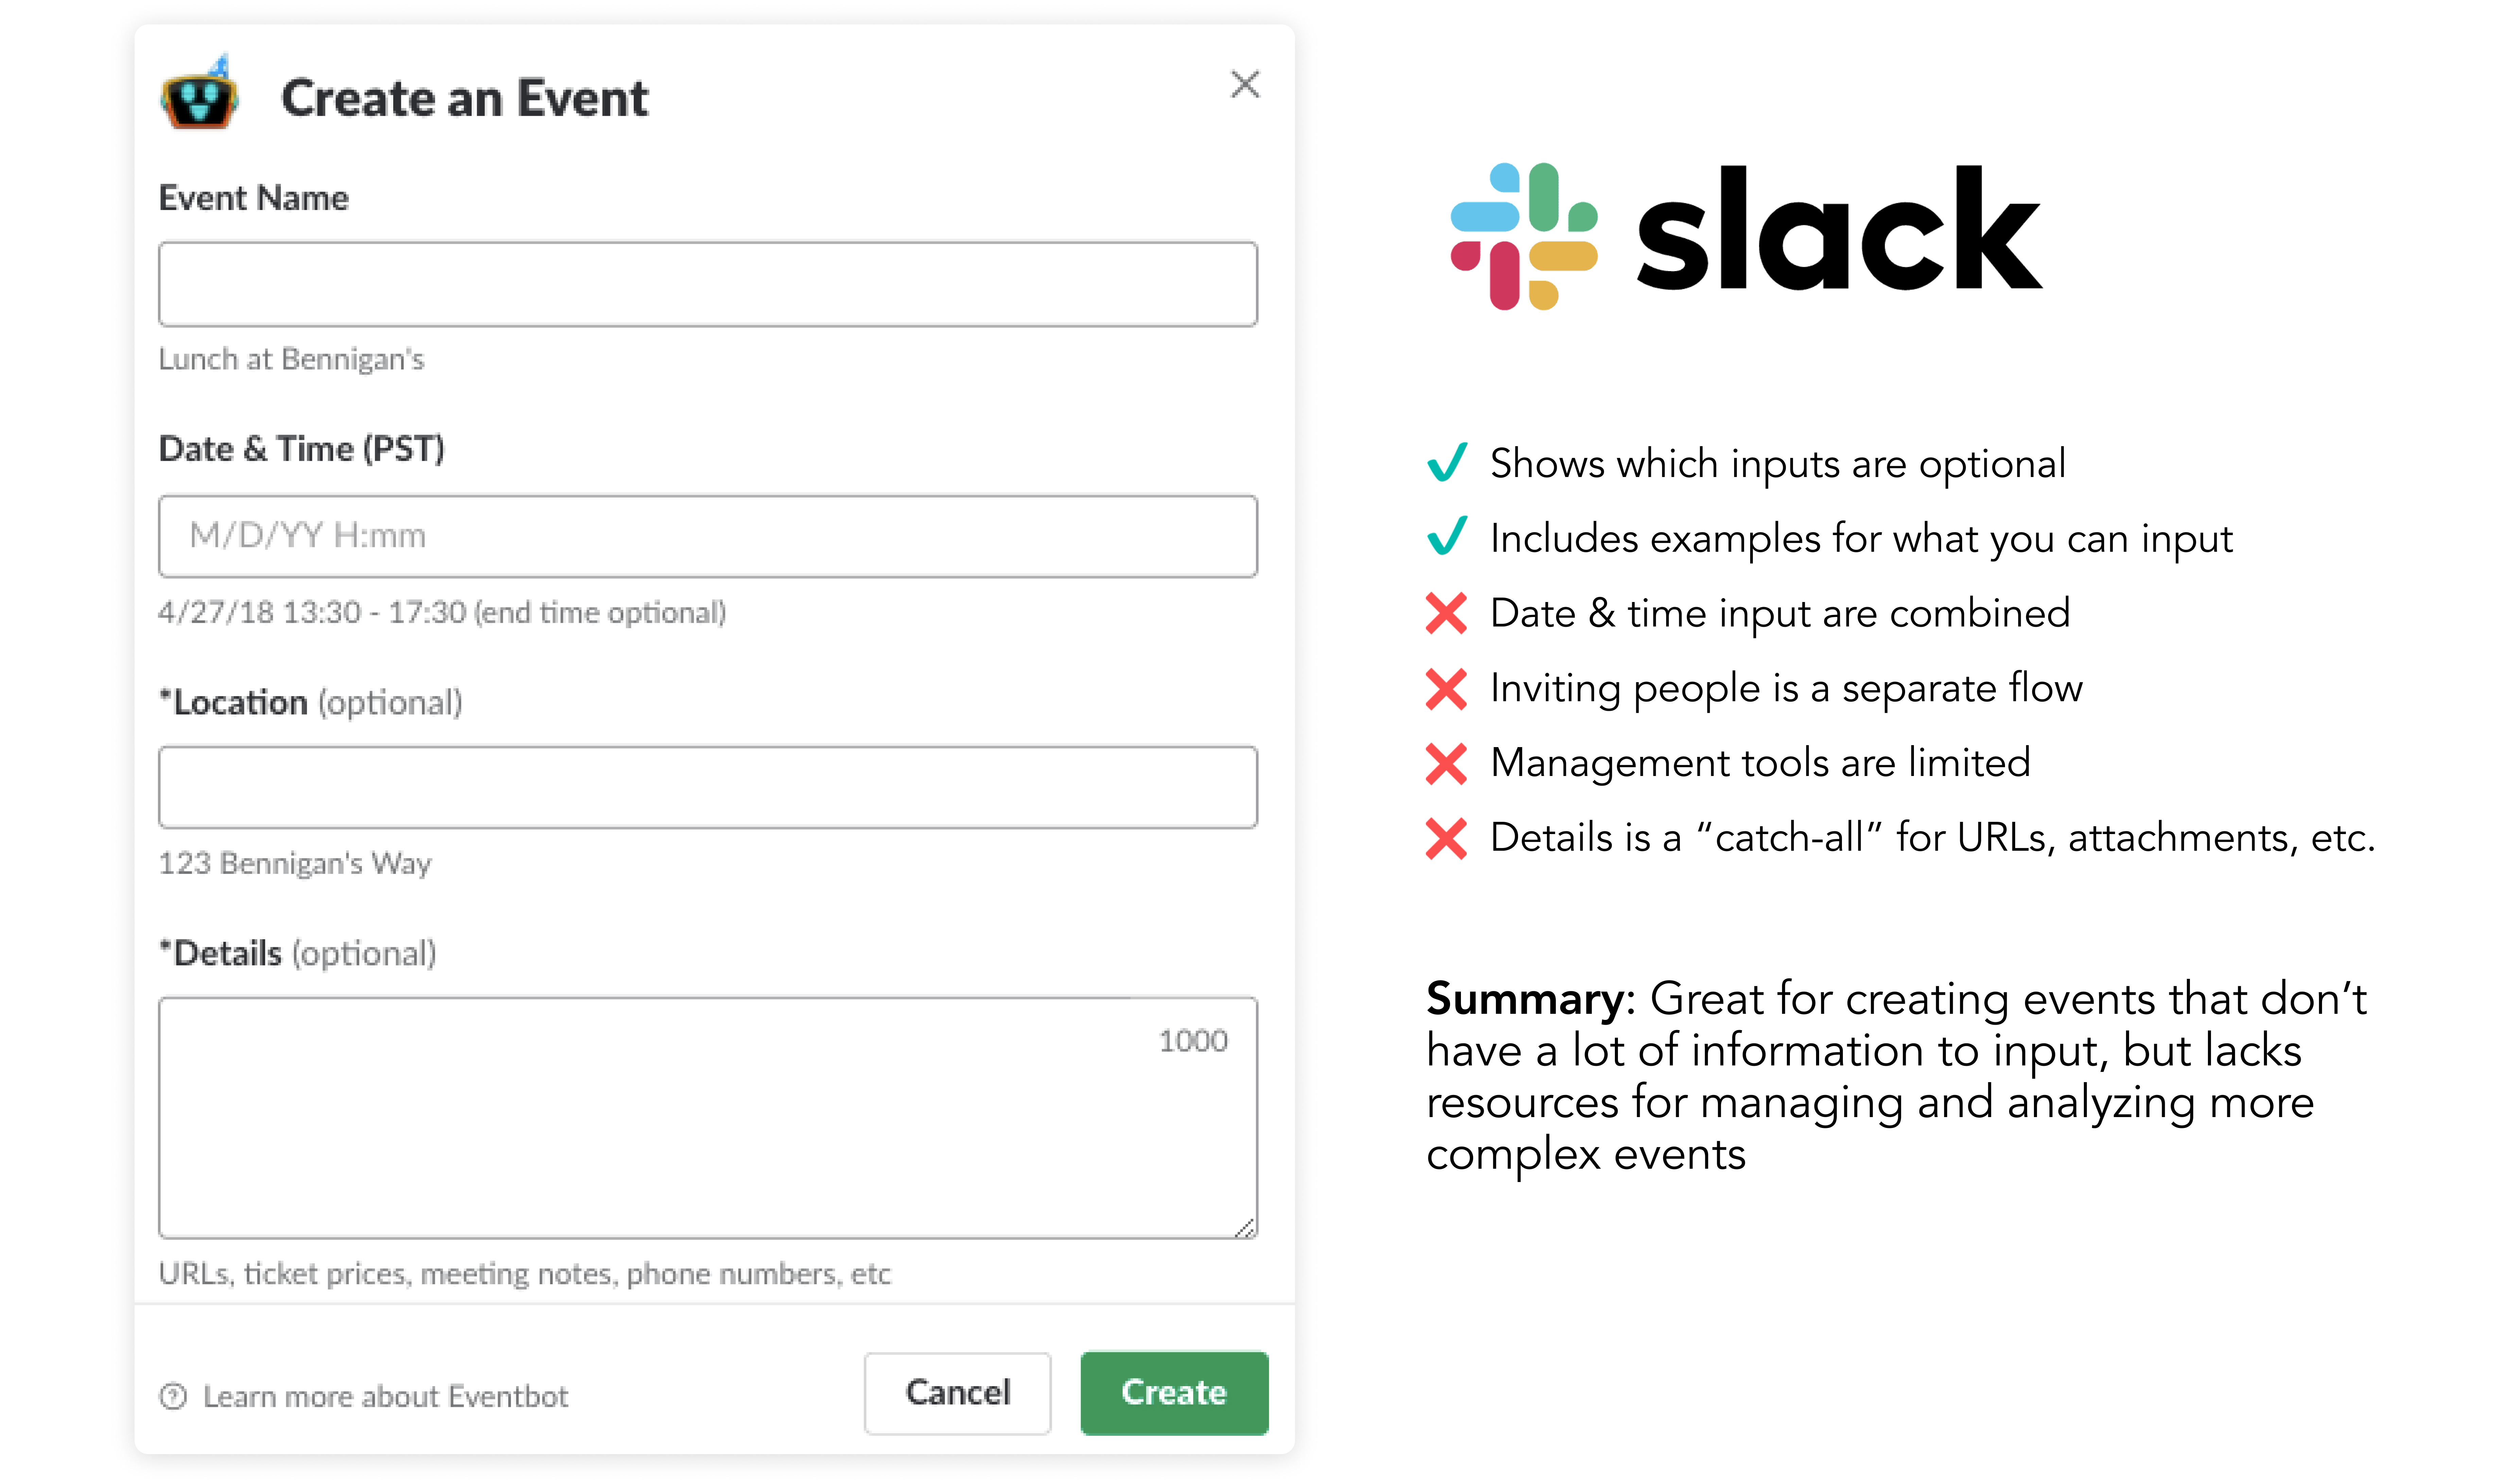 Create an Event
Event Name
Lunch at Bennigan's
Date & Time (PST)
M/D/YY H:mm
4/27/18 13:30 - 17:30 (end time optional)
*Location (optional)
123 Bennigan's Way
*Details (optional)
1000
URLs, ticket prices, meeting notes, phone numbers, etc
Learn more about Eventbot
Cancel
Create
slack
Shows which inputs are optional
Includes examples for what you can input
Date & time input are combined
Inviting people is a separate flow
Management tools are limited
Details is a “catch-all” for URLs, attachments, etc.
Summary: Great for creating events that don’t
have a lot of information to input, but lacks
resources for managing and analyzing more
complex events